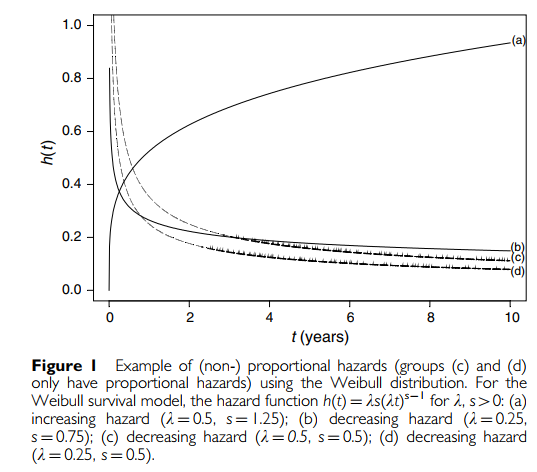 1.0
0.8
0.6
0.4
0.2
0.0
h(t)
(a)
(b)
(c)
(d)
0 2 4 6 8 10
t (years)
Figure 1 Example of (non-) proportional hazards (groups (c) and (d)
only have proportional hazards) using the Weibull distribution. For the
Weibull survival model, the hazard function h(t) = λs(λt)ˢ⁻¹ for λ, s > 0: (a)
increasing hazard (λ = 0.5, s = 1.25); (b) decreasing hazard (λ = 0.25,
s = 0.75); (c) decreasing hazard (λ = 0.5, s = 0.5); (d) decreasing hazard
(λ = 0.25, s = 0.5).